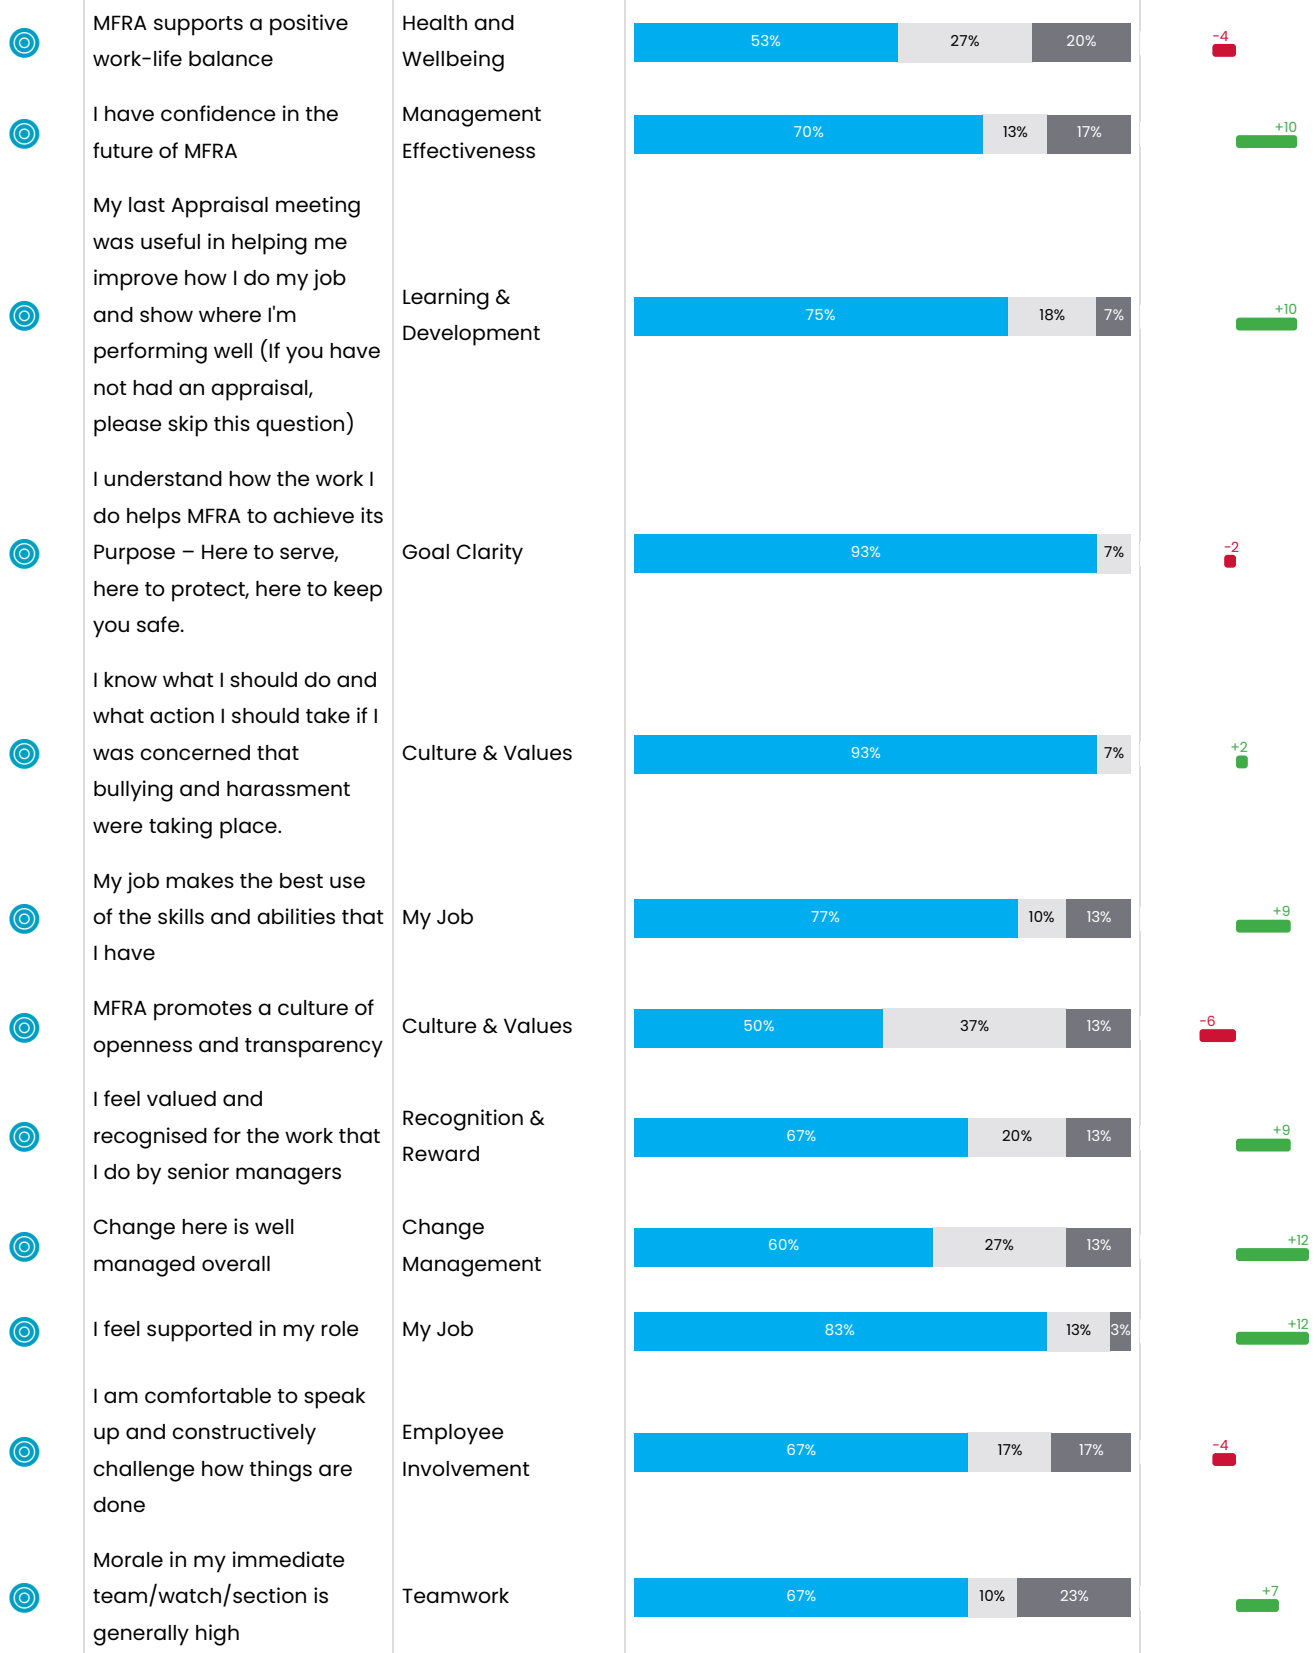 MFRA supports a positive
work-life balance
Health and
Wellbeing
53% 27% 20%
-4
I have confidence in the
future of MFRA
Management
Effectiveness
70% 13% 17%
+10
My last Appraisal meeting
was useful in helping me
improve how I do my job
and show where I'm
performing well (If you have
not had an appraisal,
please skip this question)
Learning &
Development
75% 18% 7%
+10
I understand how the work I
do helps MFRA to achieve its
Purpose – Here to serve,
here to protect, here to keep
you safe.
Goal Clarity
93% 7%
-2
I know what I should do and
what action I should take if I
was concerned that
bullying and harassment
were taking place.
Culture & Values
93% 7%
+2
My job makes the best use
of the skills and abilities that
I have
My Job
77% 10% 13%
+9
MFRA promotes a culture of
openness and transparency
Culture & Values
50% 37% 13%
-6
I feel valued and
recognised for the work that
I do by senior managers
Recognition &
Reward
67% 20% 13%
+9
Change here is well
managed overall
Change
Management
60% 27% 13%
+12
I feel supported in my role
My Job
83% 13% 3%
+12
I am comfortable to speak
up and constructively
challenge how things are
done
Employee
Involvement
67% 17% 17%
-4
Morale in my immediate
team/watch/section is
generally high
Teamwork
67% 10% 23%
+7